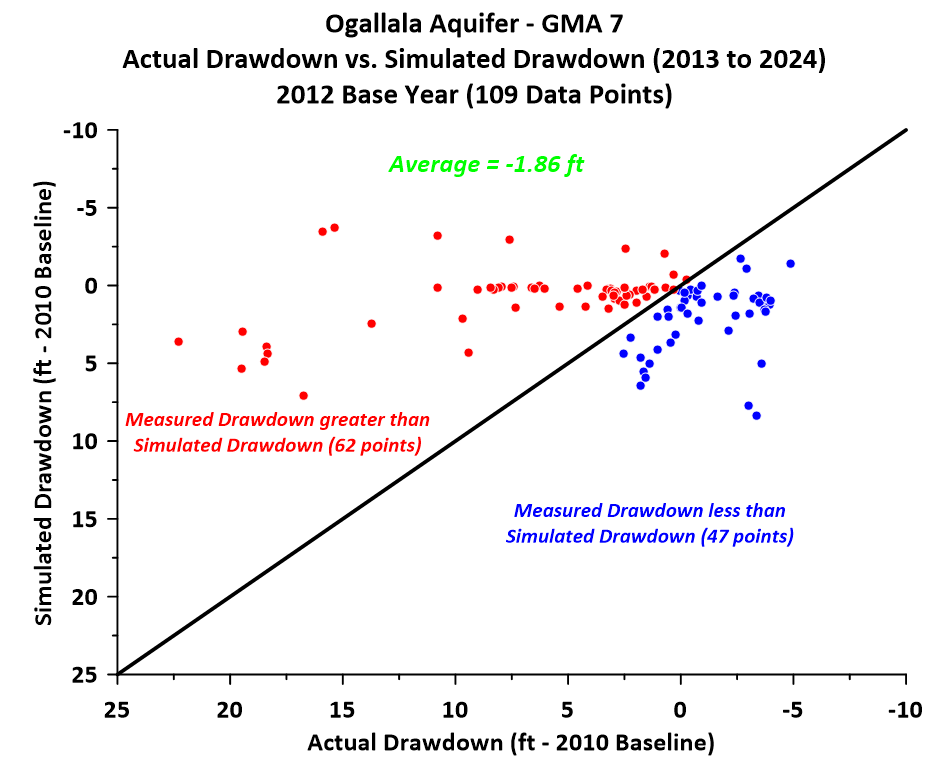 Ogallala Aquifer - GMA 7
Actual Drawdown vs. Simulated Drawdown (2013 to 2024)
2012 Base Year (109 Data Points)
Average = -1.86 ft
Simulated Drawdown (ft - 2010 Baseline)
-10
-5
0
5
10
15
20
25
Measured Drawdown greater than
Simulated Drawdown (62 points)
Measured Drawdown less than
Simulated Drawdown (47 points)
25
20
15
10
5
0
-5
-10
Actual Drawdown (ft - 2010 Baseline)